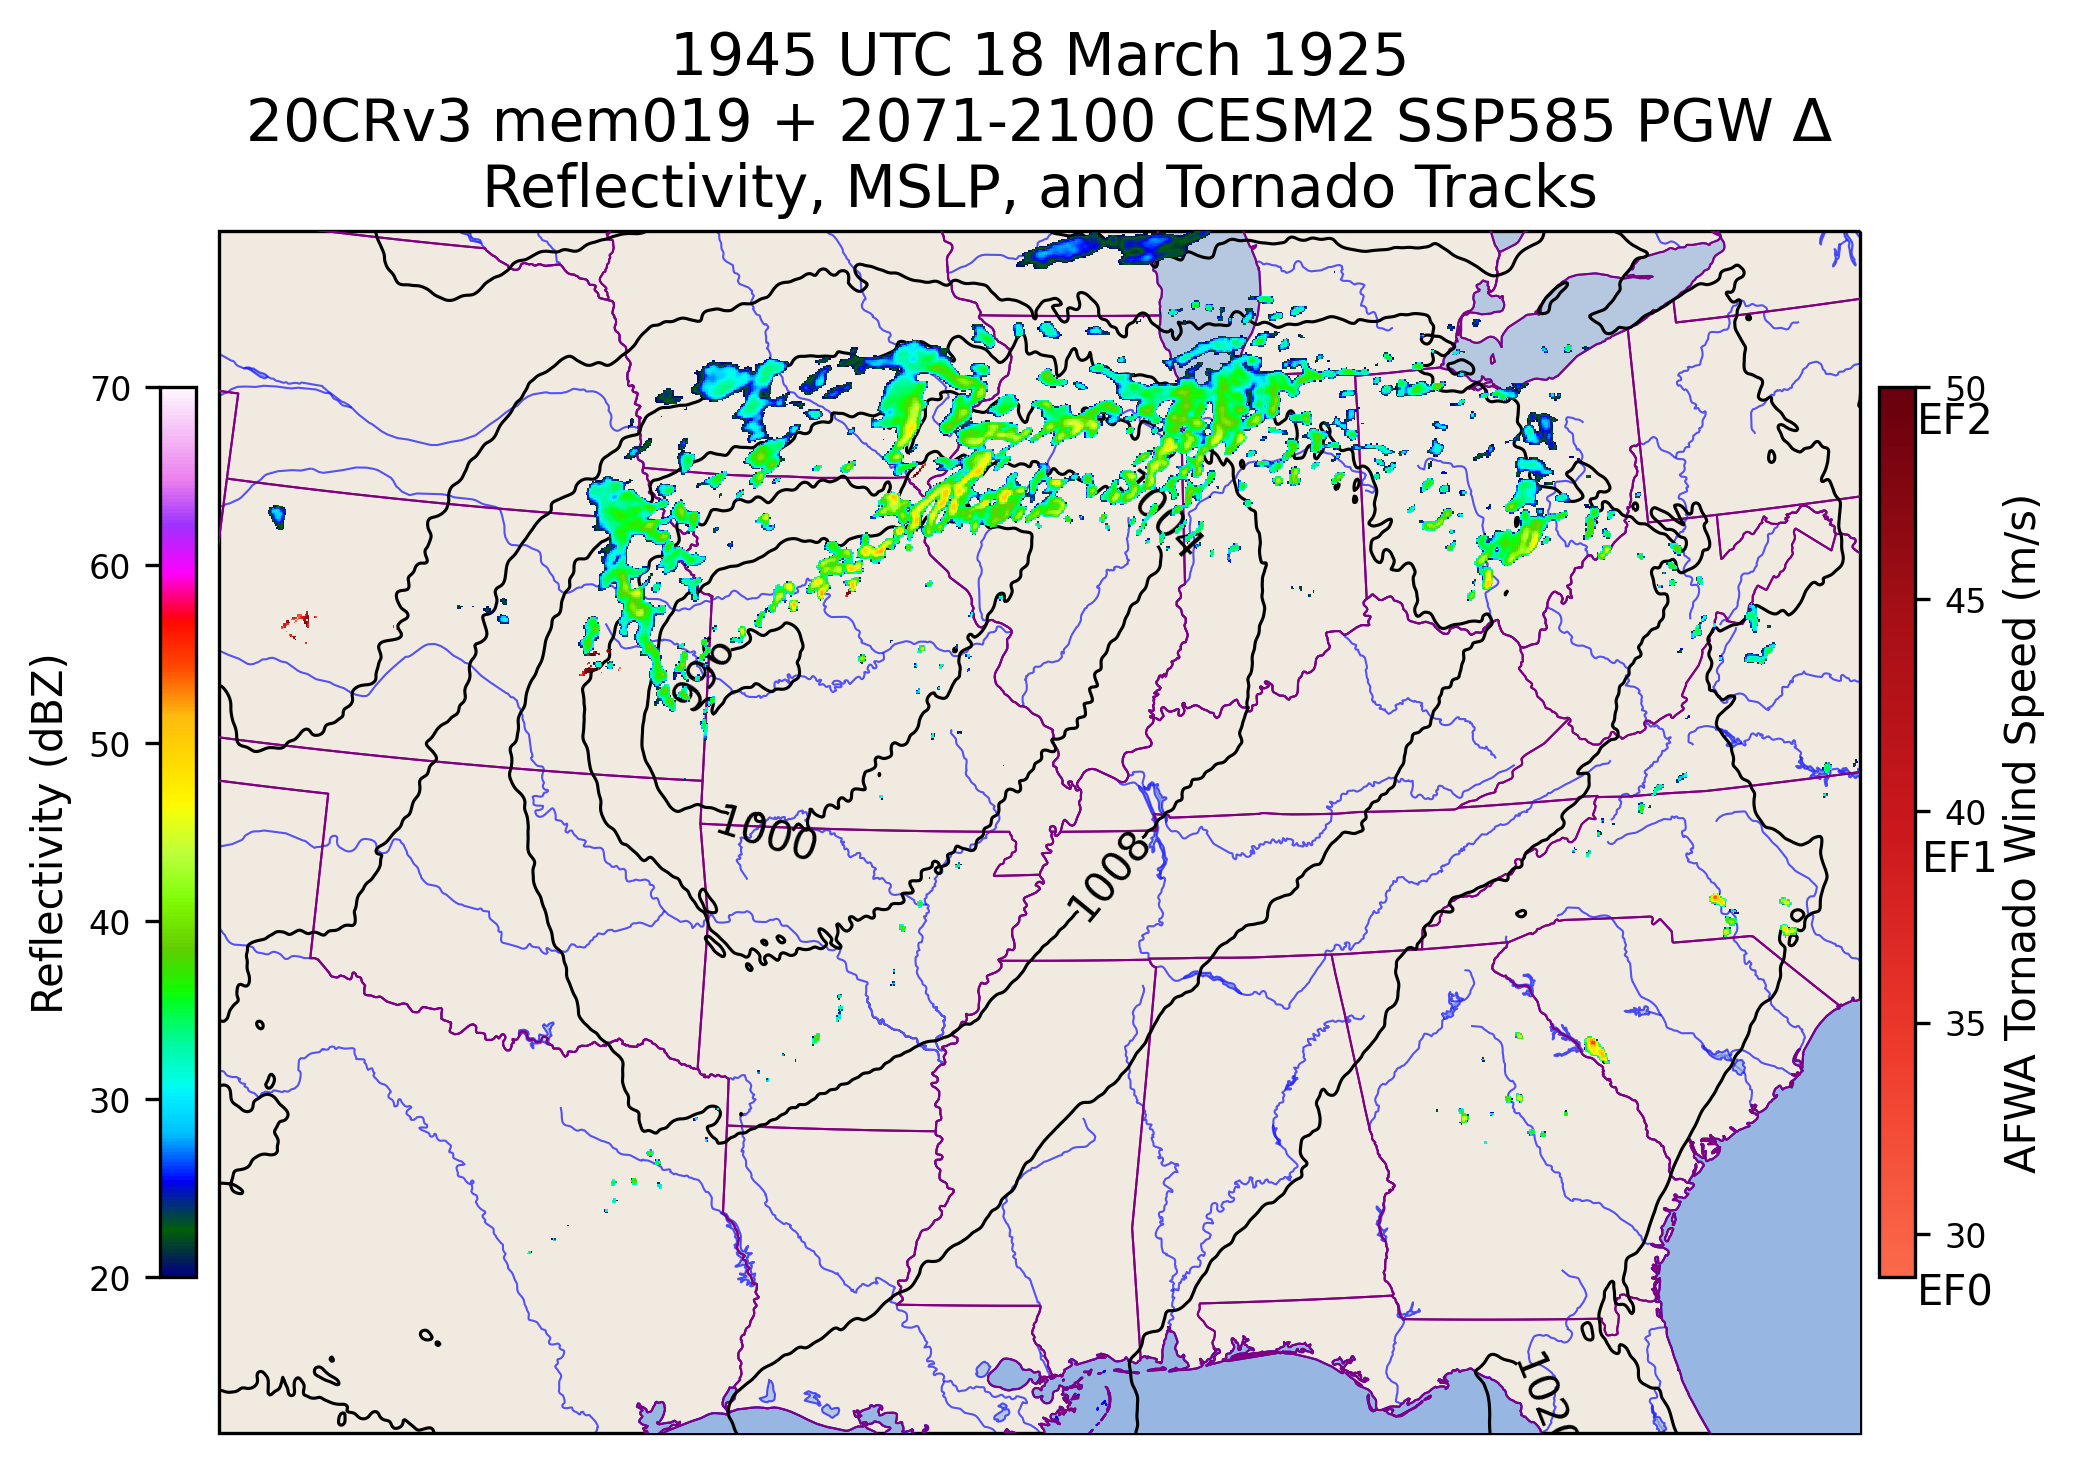 1945 UTC 18 March 1925
20CRv3 mem019 + 2071-2100 CESM2 SSP585 PGW Δ
Reflectivity, MSLP, and Tornado Tracks
70
60
50
40
30
20
Reflectivity (dBZ)
1004
996
1000
1008
1020
50
EF2
45
40
EF1
35
30
EF0
AFWA Tornado Wind Speed (m/s)